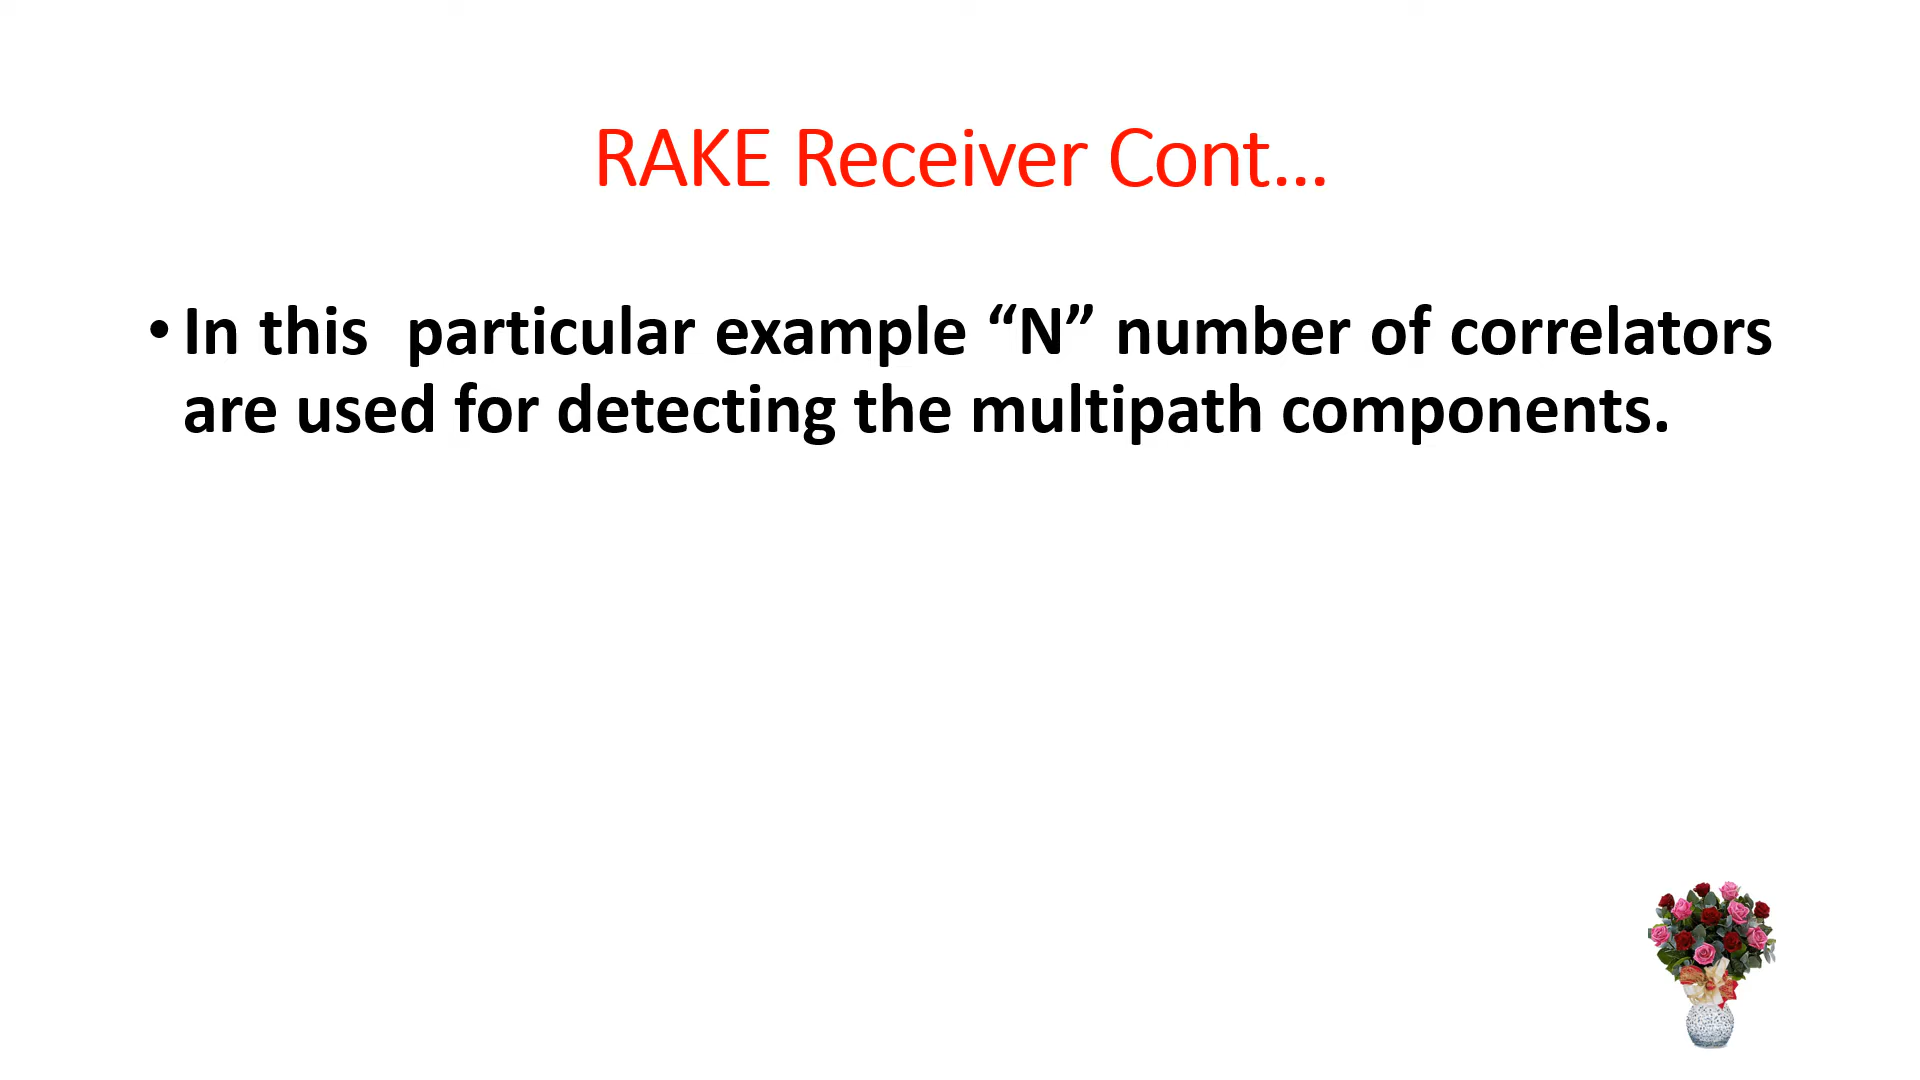 RAKE Receiver Cont...
• In this  particular example “N” number of correlators
are used for detecting the multipath components.